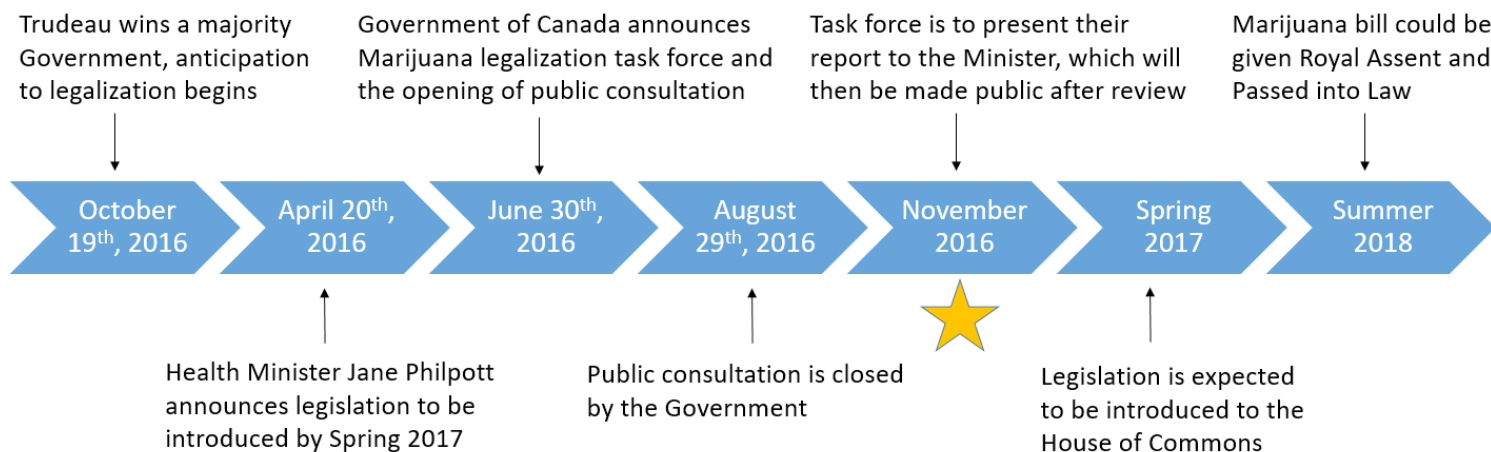 Trudeau wins a majority
Government, anticipation
to legalization begins
Government of Canada announces
Marijuana legalization task force and
the opening of public consultation
Task force is to present their
report to the Minister, which will
then be made public after review
Marijuana bill could be
given Royal Assent and
Passed into Law
October
19th, 2016
April 20th,
2016
June 30th,
2016
August
29th, 2016
November
2016
Spring
2017
Summer
2018
Health Minister Jane Philpott
announces legislation to be
introduced by Spring 2017
Public consultation is closed
by the Government
Legislation is expected
to be introduced to the
House of Commons